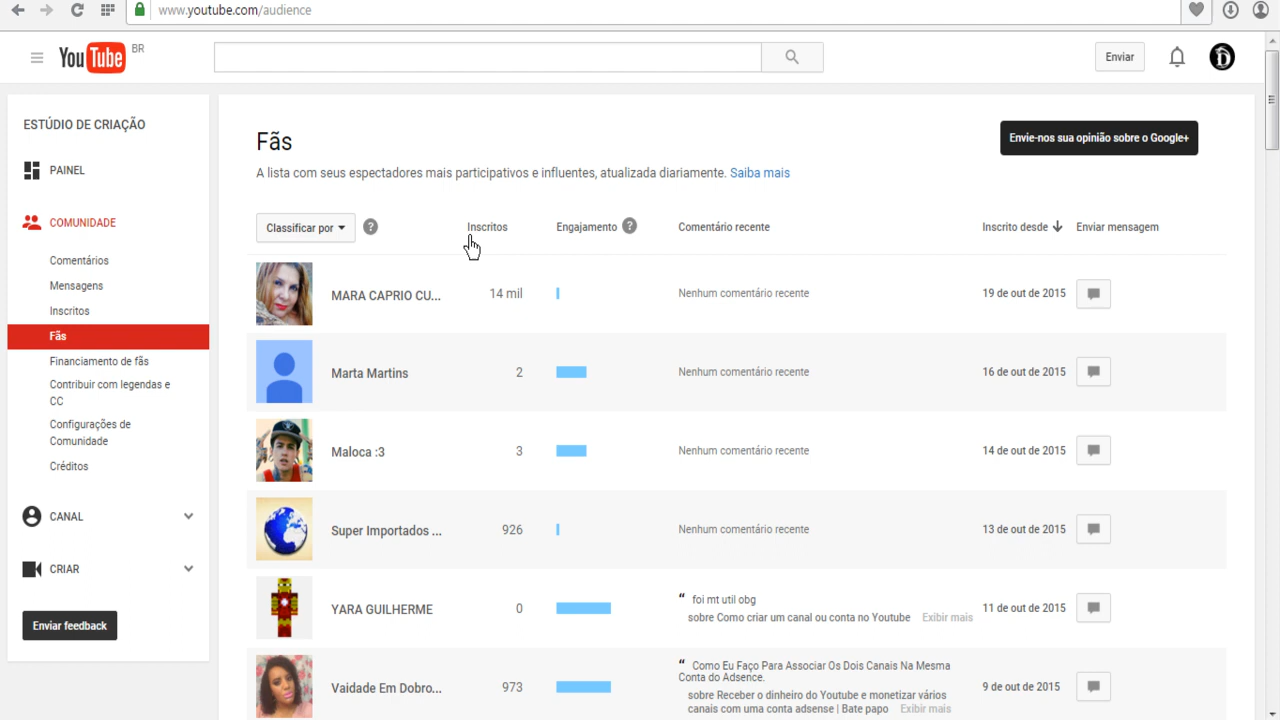 www.youtube.com/audience
YouTube BR
Enviar
ESTÚDIO DE CRIAÇÃO
PAINEL
COMUNIDADE
Comentários
Mensagens
Inscritos
Fãs
Financiamento de fãs
Contribuir com legendas e
CC
Configurações de
Comunidade
Créditos
CANAL
CRIAR
Enviar feedback
Fãs
Envie-nos sua opinião sobre o Google+
A lista com seus espectadores mais participativos e influentes, atualizada diariamente. Saiba mais
Classificar por ? Inscritos Engajamento ? Comentário recente Inscrito desde Enviar mensagem
MARA CAPRIO CU... 14 mil Nenhum comentário recente 19 de out de 2015
Marta Martins 2 Nenhum comentário recente 16 de out de 2015
Maloca :3 3 Nenhum comentário recente 14 de out de 2015
Super Importados ... 926 Nenhum comentário recente 13 de out de 2015
YARA GUILHERME 0 “ foi mt util obg 11 de out de 2015
sobre Como criar um canal ou conta no Youtube Exibir mais
Vaidade Em Dobro... 973 “ Como Eu Faço Para Associar Os Dois Canais Na Mesma 9 de out de 2015
Conta do Adsence.
sobre Receber o dinheiro do Youtube e monetizar vários
canais com uma conta adsense | Bate papo Exibir mais